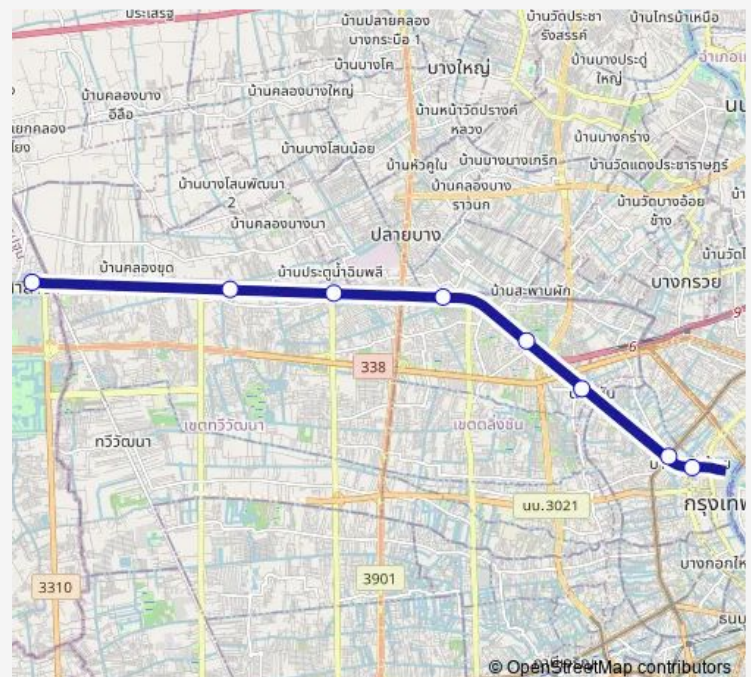 ประเสริฐ
บ้านปลายคลอง
บางกระบือ 1
บ้านวัดประชา
รังสรรค์
บ้านไทรม้าเหนือ
บ้านบางโค
บางใหญ่
บ้านบางประดู่
ใหญ่
บ้านคลองบาง
อีลือ
บ้านคลองบางใหญ่
บ้านหน้าวัดปรางค์
หลวง
แยกคลอง
โยง
บ้านบางโสนน้อย
บ้านบางกร่าง
บ้านหัวคูใน
บ้านบางนางเกริก
บ้านวัดแดงประชาราษฎร์
บ้านบางโสนพัฒนา
2
บ้านคลองบาง
ราวนก
บ้านวัดบางอ้อย
ช้าง
บ้านคลองบางนา
ปลายบาง
บ้านคลองขุด
บ้านประตูน้ำฉิมพลี
บ้านสะพานผัก
บางกรวย
9
6
338
เขตทวีวัฒนา
เขตตลิ่งชัน
ทวีวัฒนา
นบ.3021
กรุงเทพ
3310
3901
บางกอกให
ธนบ
© OpenStreetMap contributors